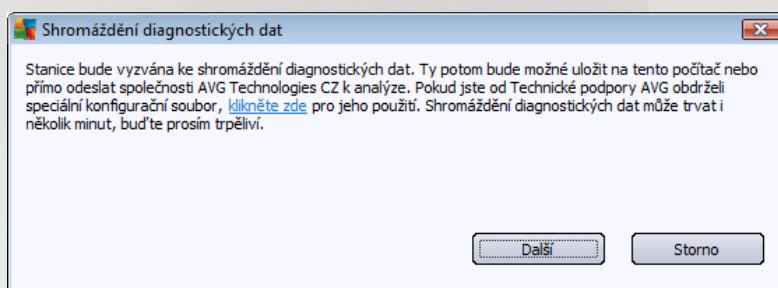 Shromáždění diagnostických dat
Stanice bude vyzvána ke shromáždění diagnostických dat. Ty potom bude možné uložit na tento počítač nebo
přímo odeslat společnosti AVG Technologies CZ k analýze. Pokud jste od Technické podpory AVG obdrželi
speciální konfigurační soubor, klikněte zde pro jeho použití. Shromáždění diagnostických dat může trvat i
několik minut, buďte prosím trpěliví.
Další
Storno